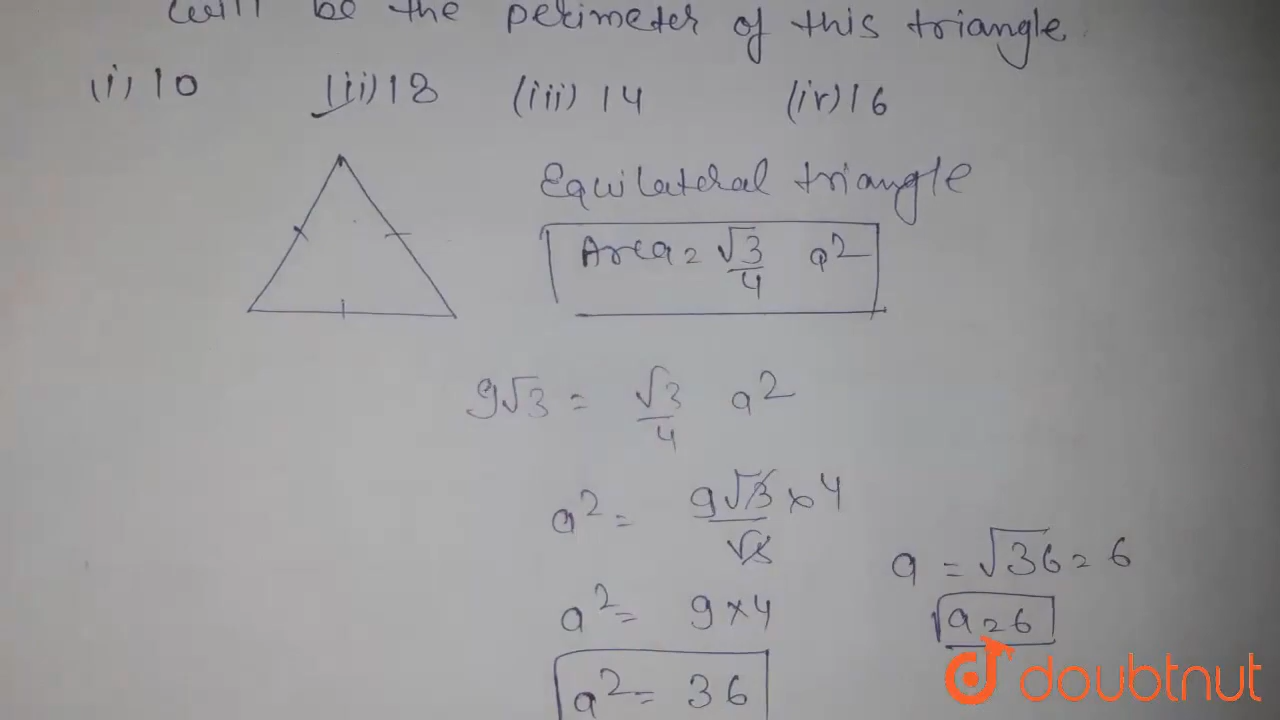 will be the perimeter of this triangle
(i) 10 (ii) 18 (iii) 14 (iv) 16
Equilateral triangle
Area = √3/4 a²
9√3 = √3/4 a²
a² = 9√3 × 4 / √3
a² = 9 × 4
a² = 36
a = √36 = 6
a = 6
doubtnut